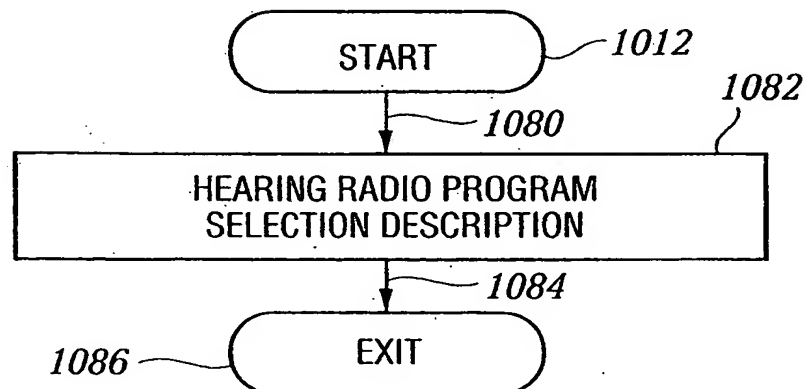 START
1012
1080
1082
HEARING RADIO PROGRAM
SELECTION DESCRIPTION
1084
EXIT
1086